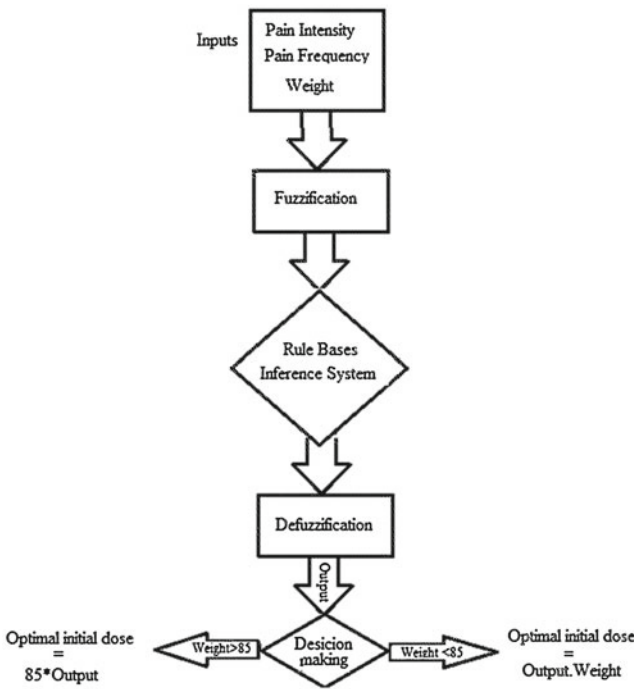 Inputs
Pain Intensity
Pain Frequency
Weight
Fuzzification
Rule Bases
Inference System
Defuzzification
Output
Desicion
making
Weight>85
Optimal initial dose
=
85*Output
Weight <85
Optimal initial dose
=
Output.Weight